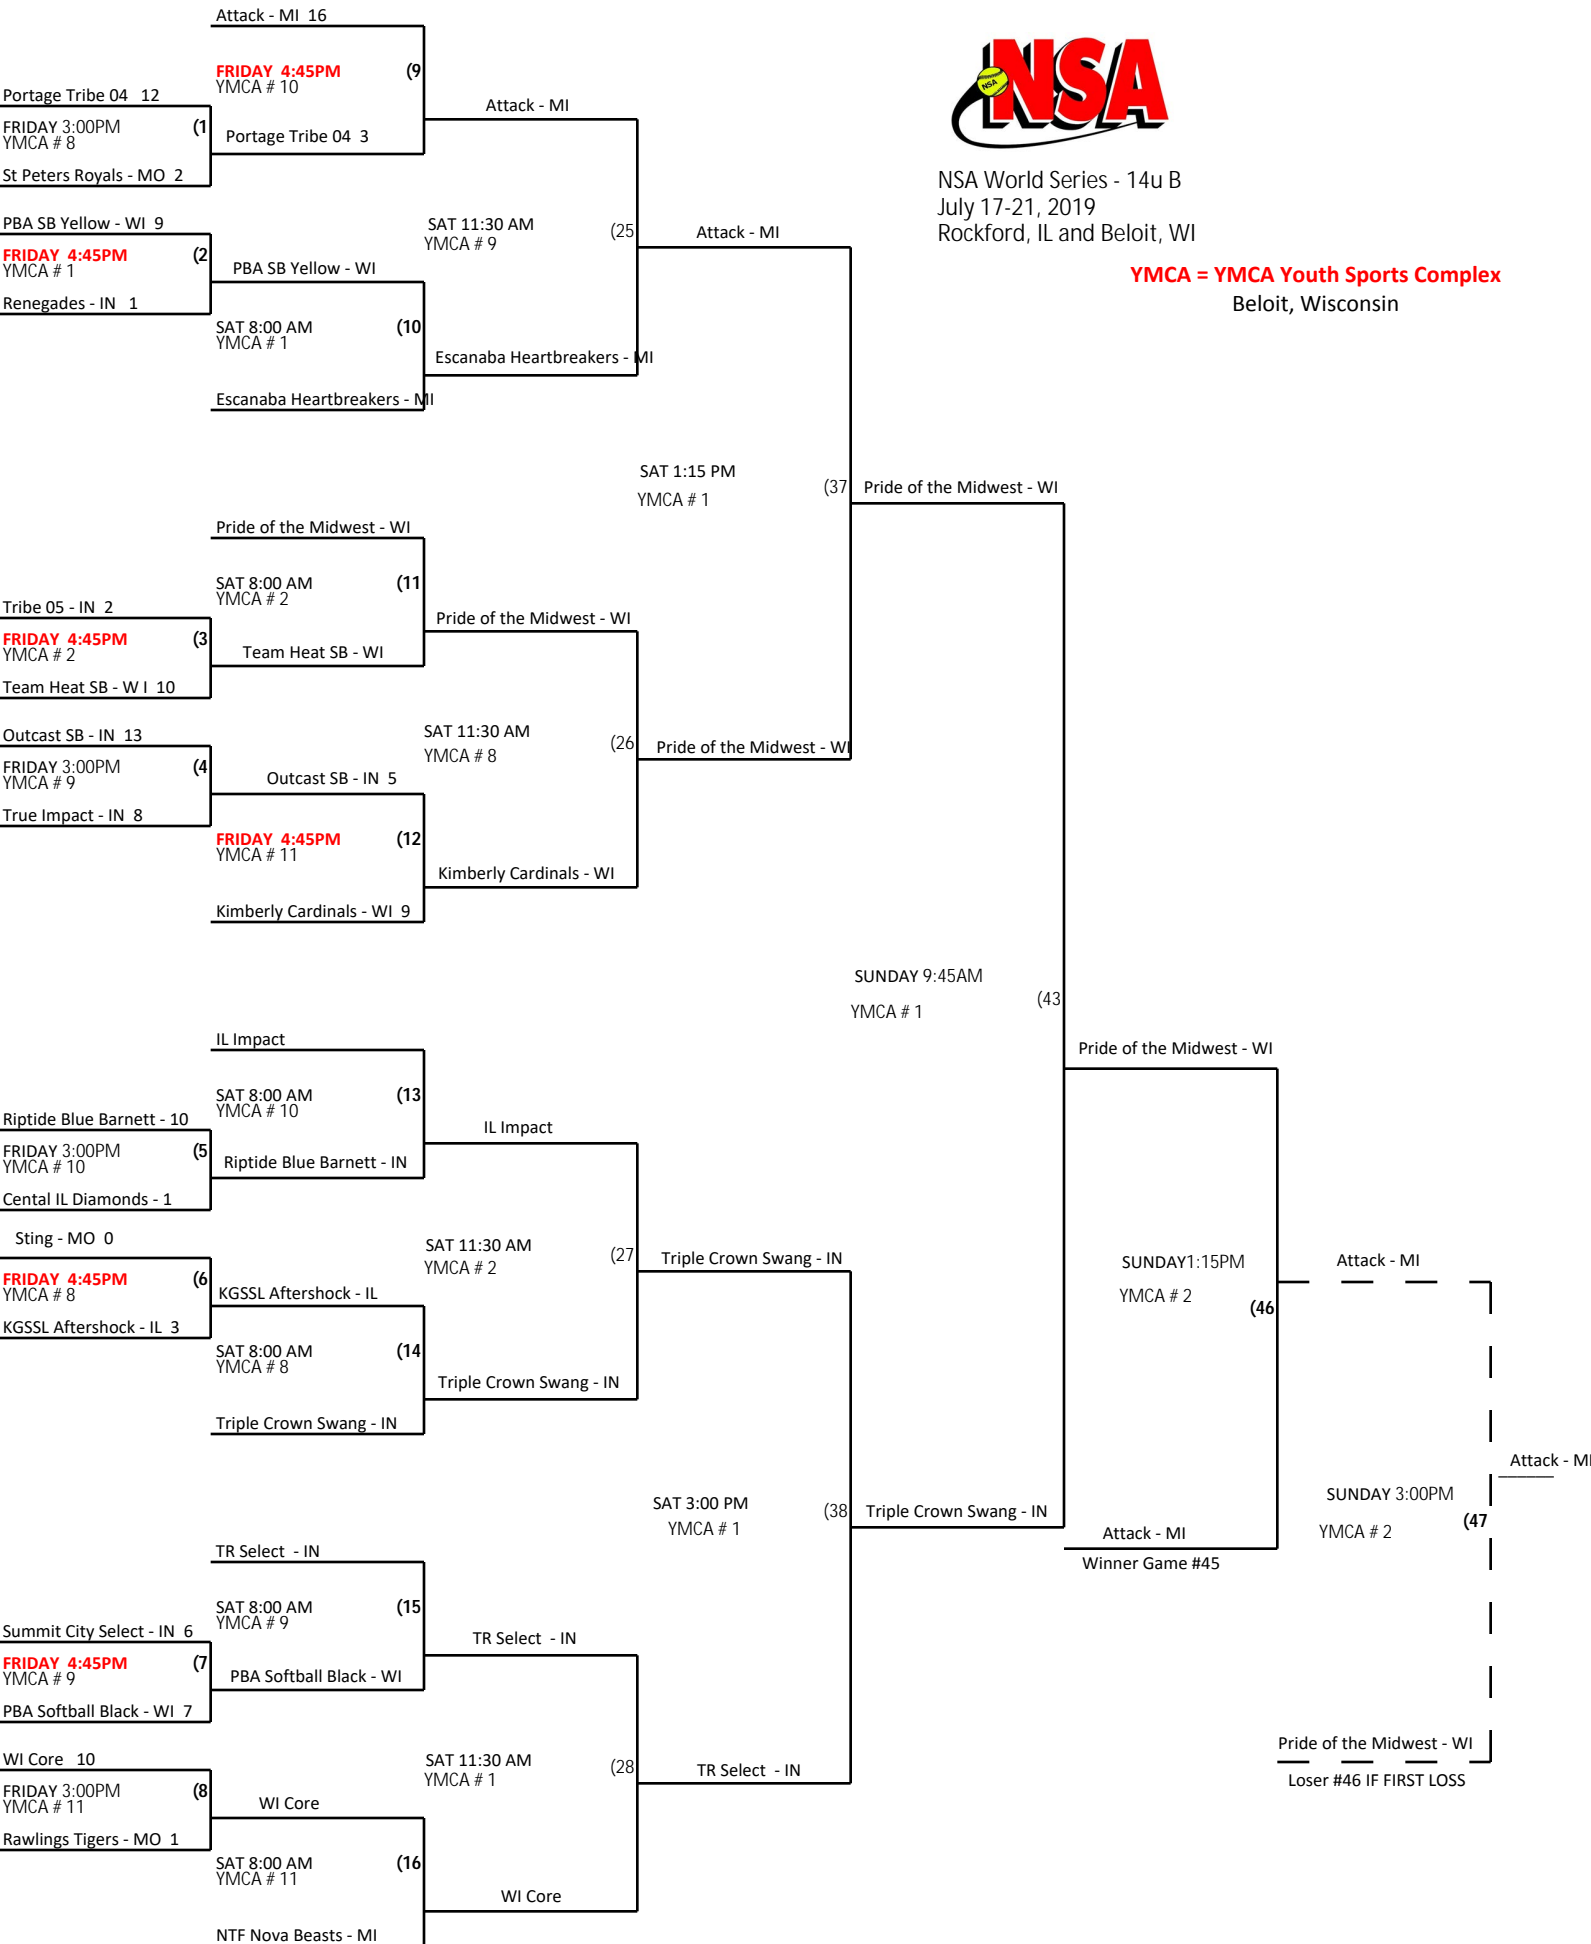 Attack - MI 16
FRIDAY 4:45PM (9
YMCA # 10
Portage Tribe 04 12
Attack - MI
FRIDAY 3:00PM (1
YMCA # 8
Portage Tribe 04 3
St Peters Royals - MO 2
NSA
NSA
NSA World Series - 14u B
July 17-21, 2019
Rockford, IL and Beloit, WI
YMCA = YMCA Youth Sports Complex
Beloit, Wisconsin
PBA SB Yellow - WI 9
SAT 11:30 AM (25
YMCA # 9
Attack - MI
FRIDAY 4:45PM (2
YMCA # 1
PBA SB Yellow - WI
Renegades - IN 1
SAT 8:00 AM (10
YMCA # 1
Escanaba Heartbreakers - MI
Escanaba Heartbreakers - MI
SAT 1:15 PM
YMCA # 1 (37
Pride of the Midwest - WI
Pride of the Midwest - WI
SAT 8:00 AM (11
YMCA # 2
Tribe 05 - IN 2
Pride of the Midwest - WI
FRIDAY 4:45PM (3
YMCA # 2
Team Heat SB - WI
Team Heat SB - W I 10
Outcast SB - IN 13
SAT 11:30 AM (26
YMCA # 8
Pride of the Midwest - WI
FRIDAY 3:00PM (4
YMCA # 9
Outcast SB - IN 5
True Impact - IN 8
FRIDAY 4:45PM (12
YMCA # 11
Kimberly Cardinals - WI
Kimberly Cardinals - WI 9
SUNDAY 9:45AM (43
YMCA # 1
IL Impact
Pride of the Midwest - WI
SAT 8:00 AM (13
YMCA # 10
Riptide Blue Barnett - 10
IL Impact
FRIDAY 3:00PM (5
YMCA # 10
Riptide Blue Barnett - IN
Cental IL Diamonds - 1
Sting - MO 0
SAT 11:30 AM (27
YMCA # 2
Triple Crown Swang - IN
SUNDAY1:15PM
YMCA # 2 (46
Attack - MI
FRIDAY 4:45PM (6
YMCA # 8
KGSSL Aftershock - IL
KGSSL Aftershock - IL 3
SAT 8:00 AM (14
YMCA # 8
Triple Crown Swang - IN
Triple Crown Swang - IN
Attack - MI
SAT 3:00 PM (38
YMCA # 1
Triple Crown Swang - IN
SUNDAY 3:00PM
YMCA # 2 (47
Attack - MI
Winner Game #45
TR Select - IN
SAT 8:00 AM (15
YMCA # 9
Summit City Select - IN 6
TR Select - IN
FRIDAY 4:45PM (7
YMCA # 9
PBA Softball Black - WI
PBA Softball Black - WI 7
Pride of the Midwest - WI
Loser #46 IF FIRST LOSS
WI Core 10
SAT 11:30 AM (28
YMCA # 1
TR Select - IN
FRIDAY 3:00PM (8
YMCA # 11
WI Core
Rawlings Tigers - MO 1
SAT 8:00 AM (16
YMCA # 11
WI Core
NTF Nova Beasts - MI